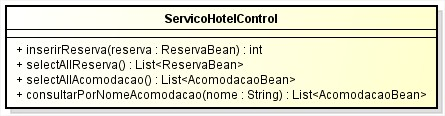 ServicoHotelControl
+ inserirReserva(reserva : ReservaBean) : int
+ selectAllReserva() : List<ReservaBean>
+ selectAllAcomodacao() : List<AcomodacaoBean>
+ consultarPorNomeAcomodacao(nome : String) : List<AcomodacaoBean>